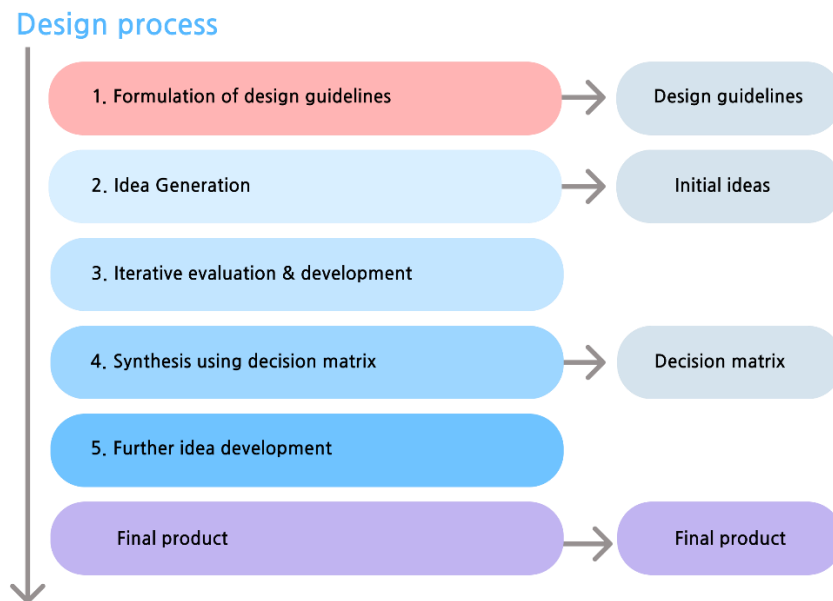 Design process
1. Formulation of design guidelines
Design guidelines
2. Idea Generation
Initial ideas
3. Iterative evaluation & development
4. Synthesis using decision matrix
Decision matrix
5. Further idea development
Final product
Final product